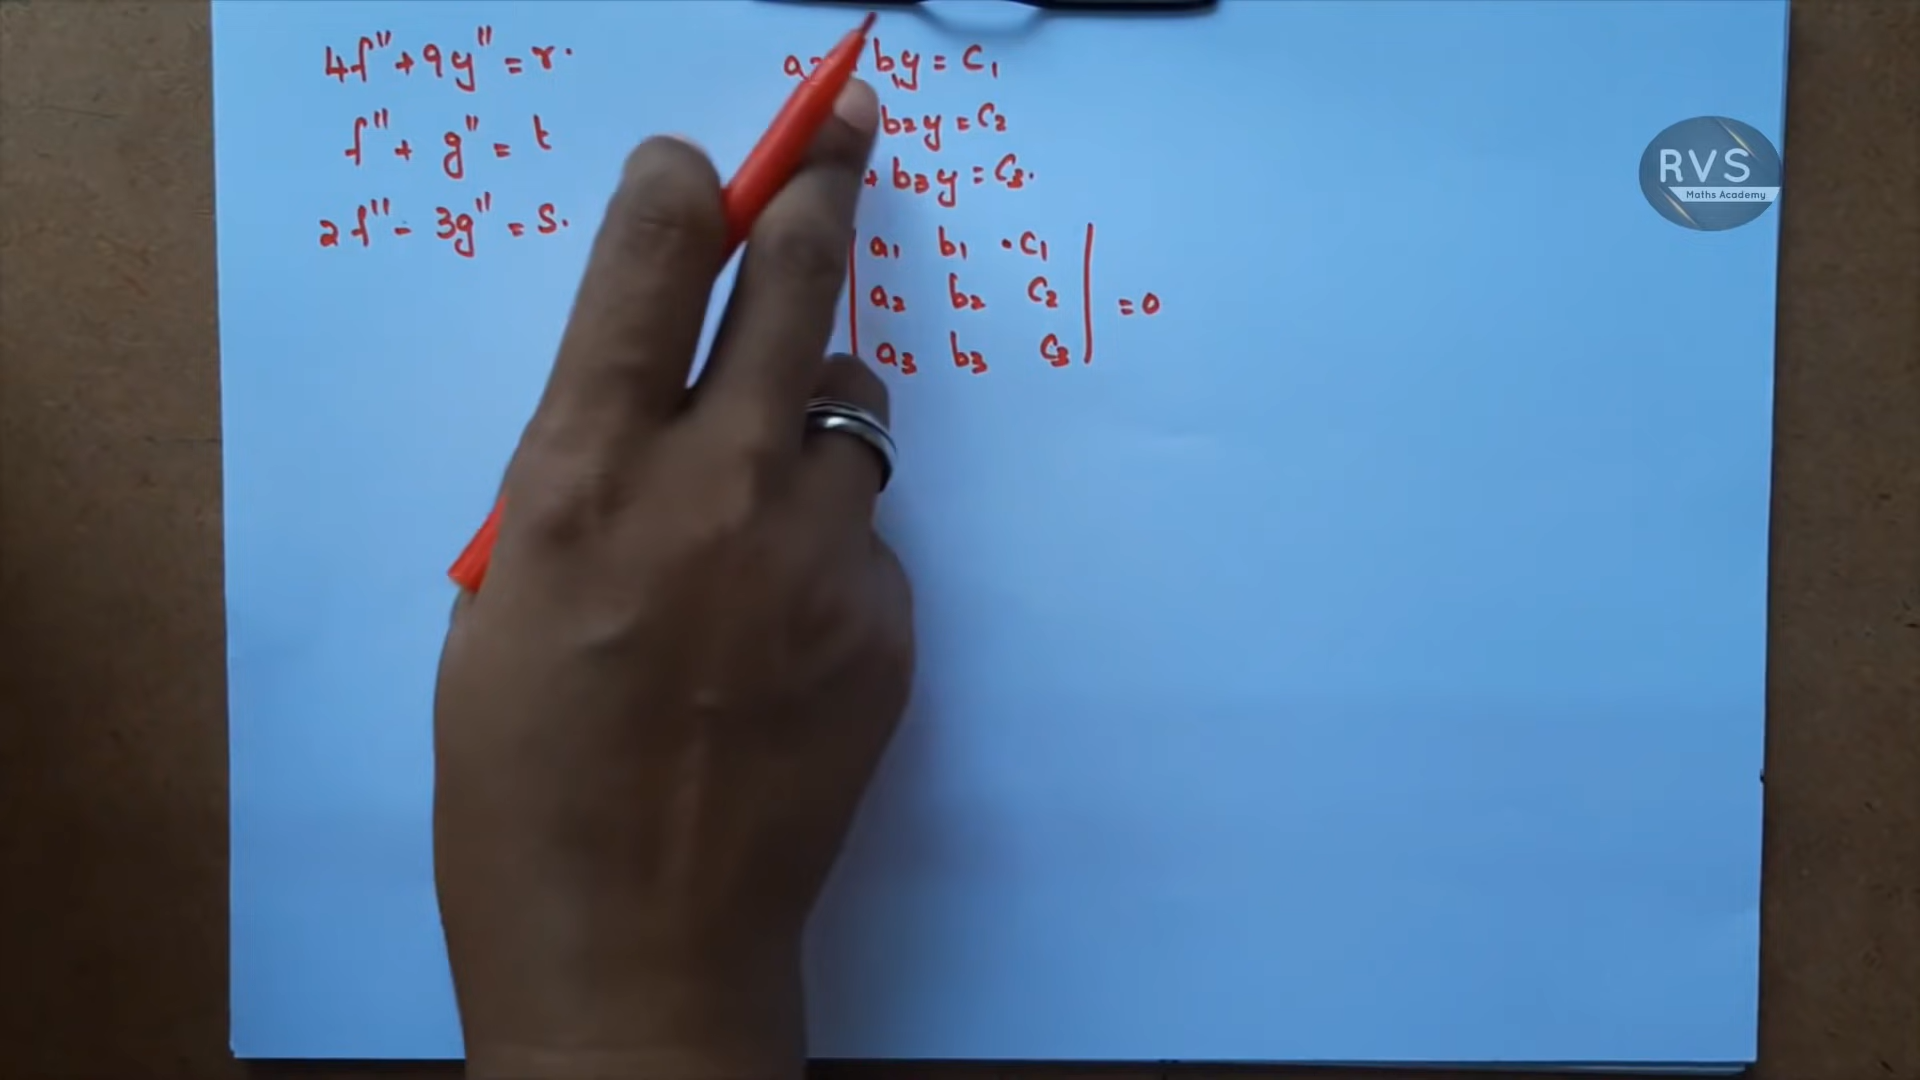 4f" + 9g" = r.
f" + g" = t
2f" - 3g" = s.
b₁y = c₁
b₂y = c₂
+ b₃y = c₃.
a₁ b₁ · c₁
a₂ b₂ c₂ = 0
a₃ b₃ c₃
RVS
Maths Academy